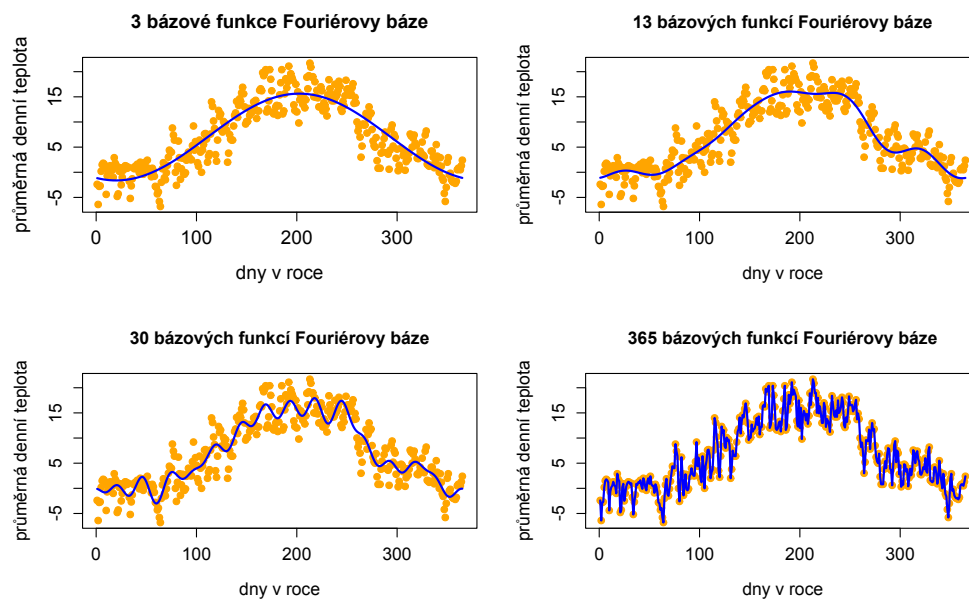 3 bázové funkce Fouriérovy báze
průměrná denní teplota
15
5
-5
0
100
200
300
dny v roce
13 bázových funkcí Fouriérovy báze
průměrná denní teplota
15
5
-5
0
100
200
300
dny v roce
30 bázových funkcí Fouriérovy báze
průměrná denní teplota
15
5
-5
0
100
200
300
dny v roce
365 bázových funkcí Fouriérovy báze
průměrná denní teplota
15
5
-5
0
100
200
300
dny v roce